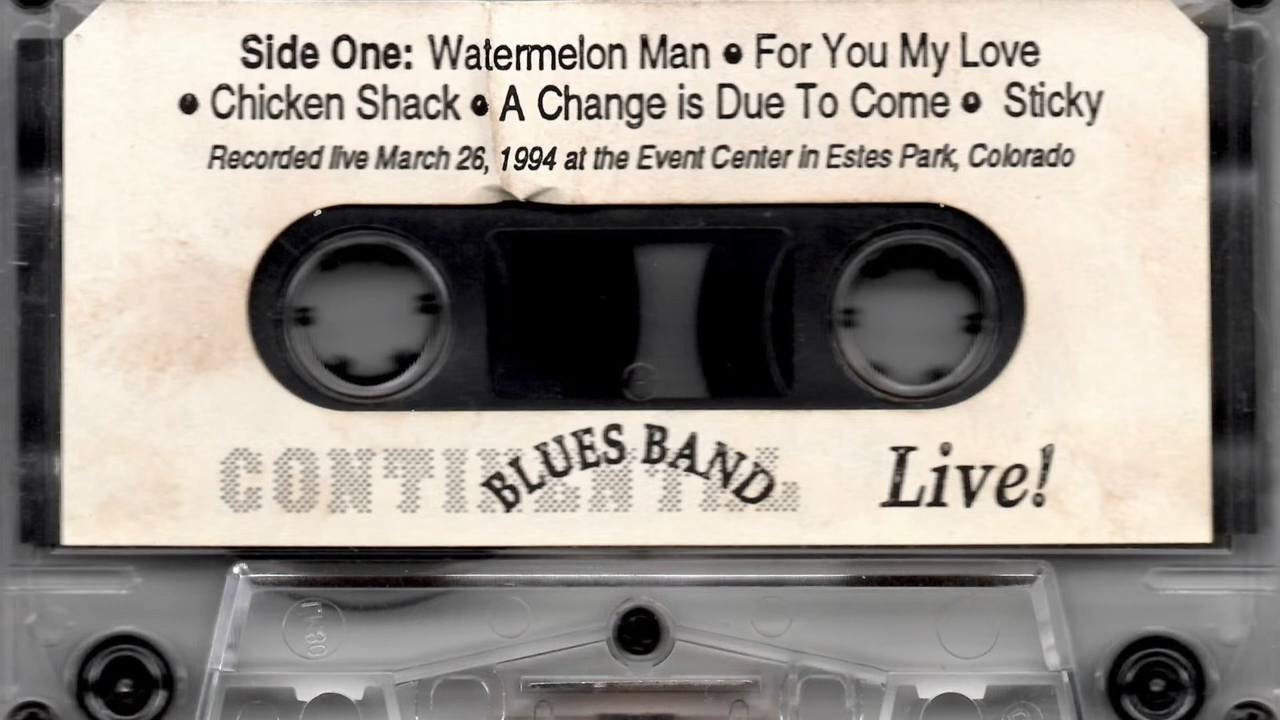 Side One: Watermelon Man • For You My Love
• Chicken Shack • A Change is Due To Come • Sticky
Recorded live March 26, 1994 at the Event Center in Estes Park, Colorado
CONTINENTAL
BLUES BAND
Live!